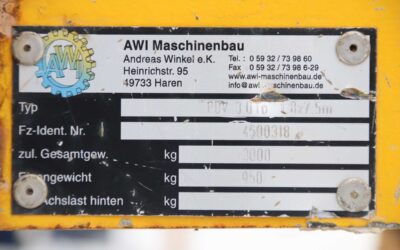 AWI
AWI Maschinenbau
Andreas Winkel e.K.
Heinrichstr. 95
49733 Haren
Tel. : 0 59 32 / 73 98 60
Fax : 0 59 32 / 73 98 6-29
www.awi-maschinenbau.de
Typ
Fz-Ident. Nr. 4500318
zul. Gesamtgew. kg 3000
kg 950
hinten kg